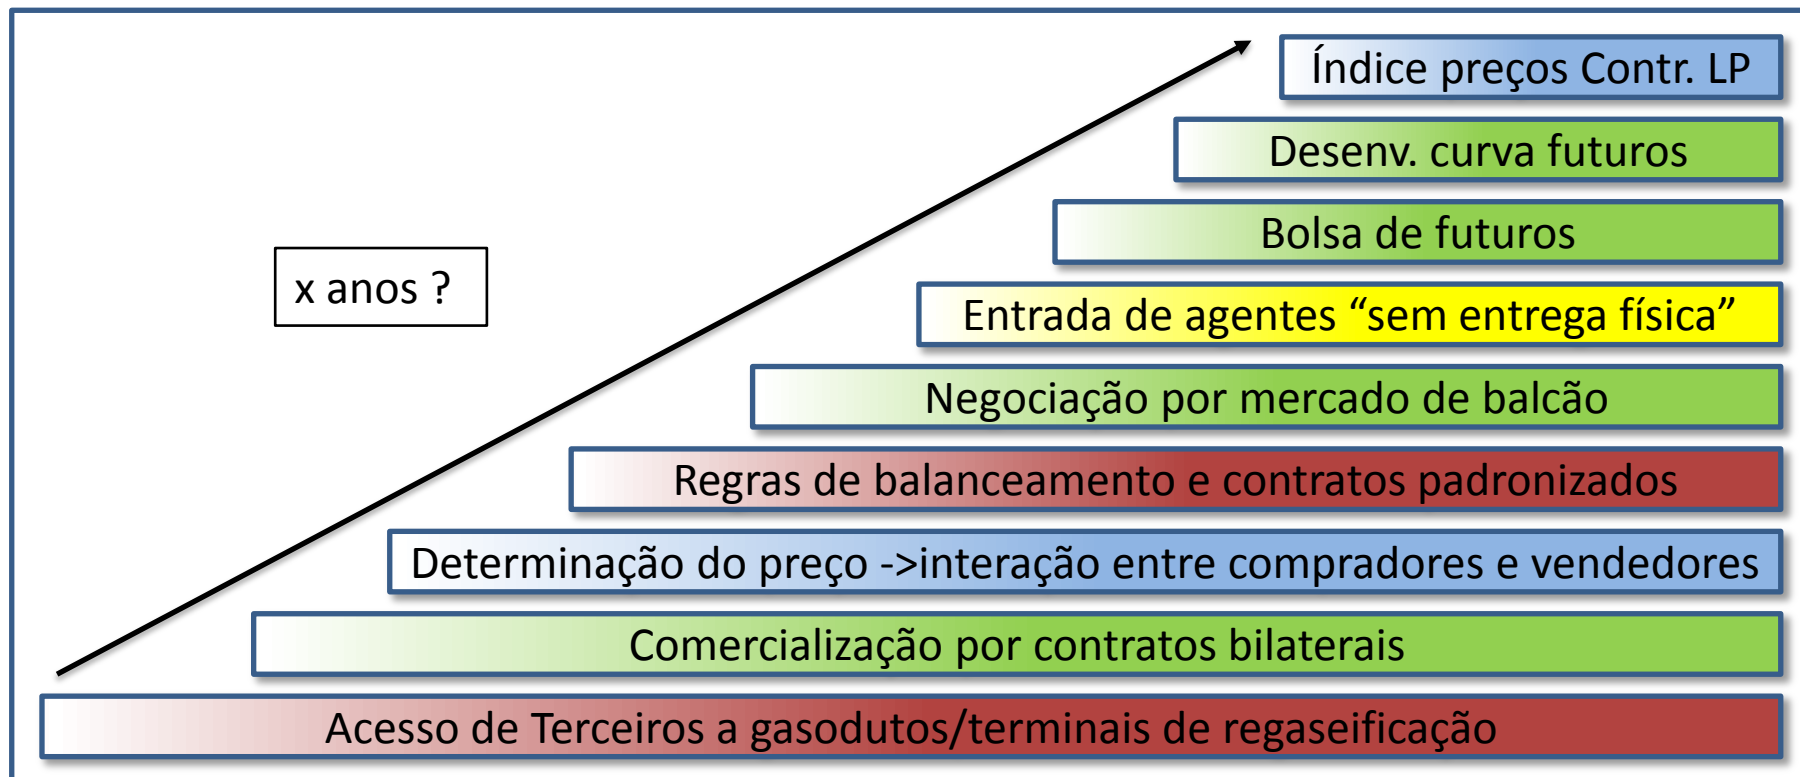 Índice preços Contr. LP
Desenv. curva futuros
Bolsa de futuros
x anos ?
Entrada de agentes “sem entrega física”
Negociação por mercado de balcão
Regras de balanceamento e contratos padronizados
Determinação do preço ->interação entre compradores e vendedores
Comercialização por contratos bilaterais
Acesso de Terceiros a gasodutos/terminais de regaseificação